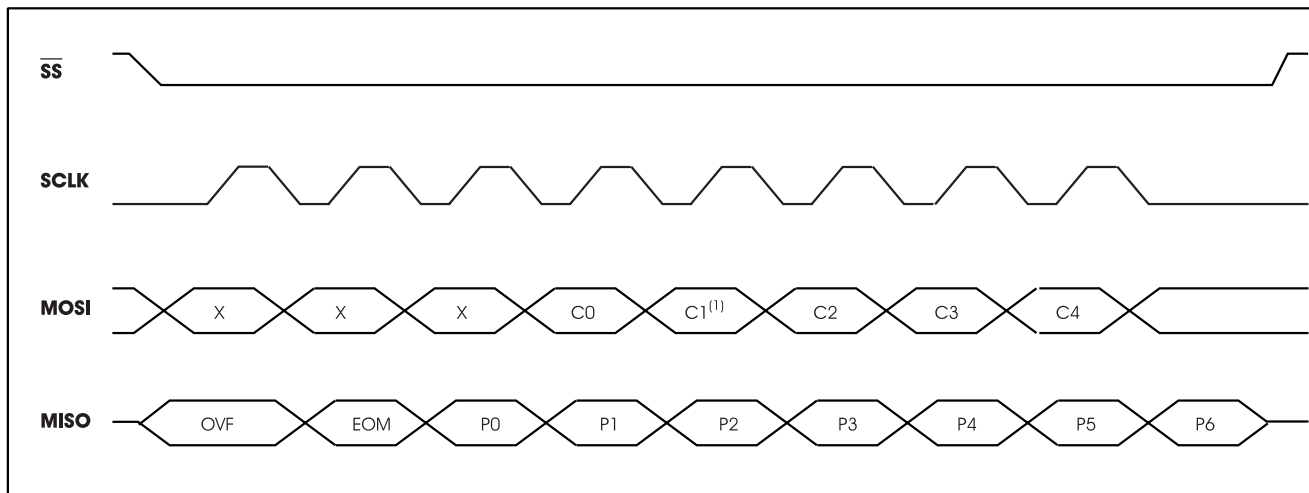 SS
SCLK
MOSI X X X C0 C1(1) C2 C3 C4
MISO OVF EOM P0 P1 P2 P3 P4 P5 P6